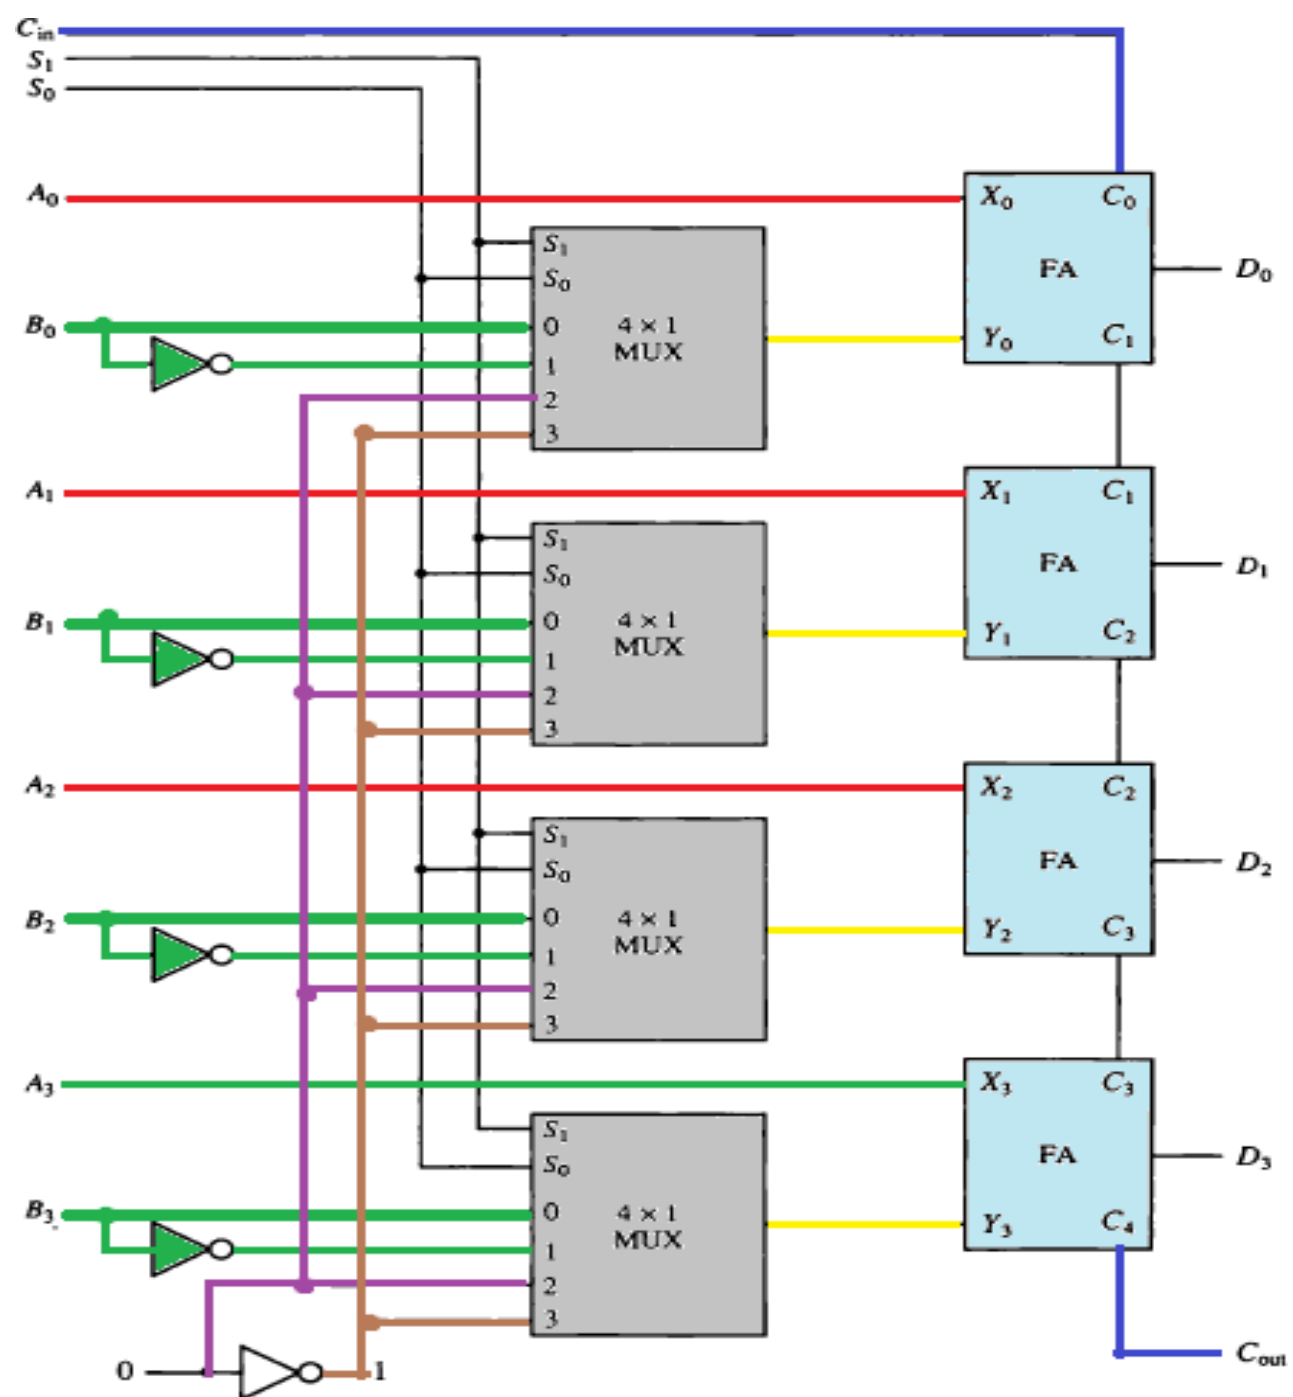 C_in
S_1
S_0
A_0
X_0 C_0
S_1
S_0
FA D_0
B_0 0 4 × 1
MUX Y_0 C_1
1
2
3
A_1 X_1 C_1
S_1
S_0
FA D_1
B_1 0 4 × 1
MUX Y_1 C_2
1
2
3
A_2 X_2 C_2
S_1
S_0
FA D_2
B_2 0 4 × 1
MUX Y_2 C_3
1
2
3
A_3 X_3 C_3
S_1
S_0
FA D_3
B_3 0 4 × 1
MUX Y_3 C_4
1
2
3
0 1 C_out